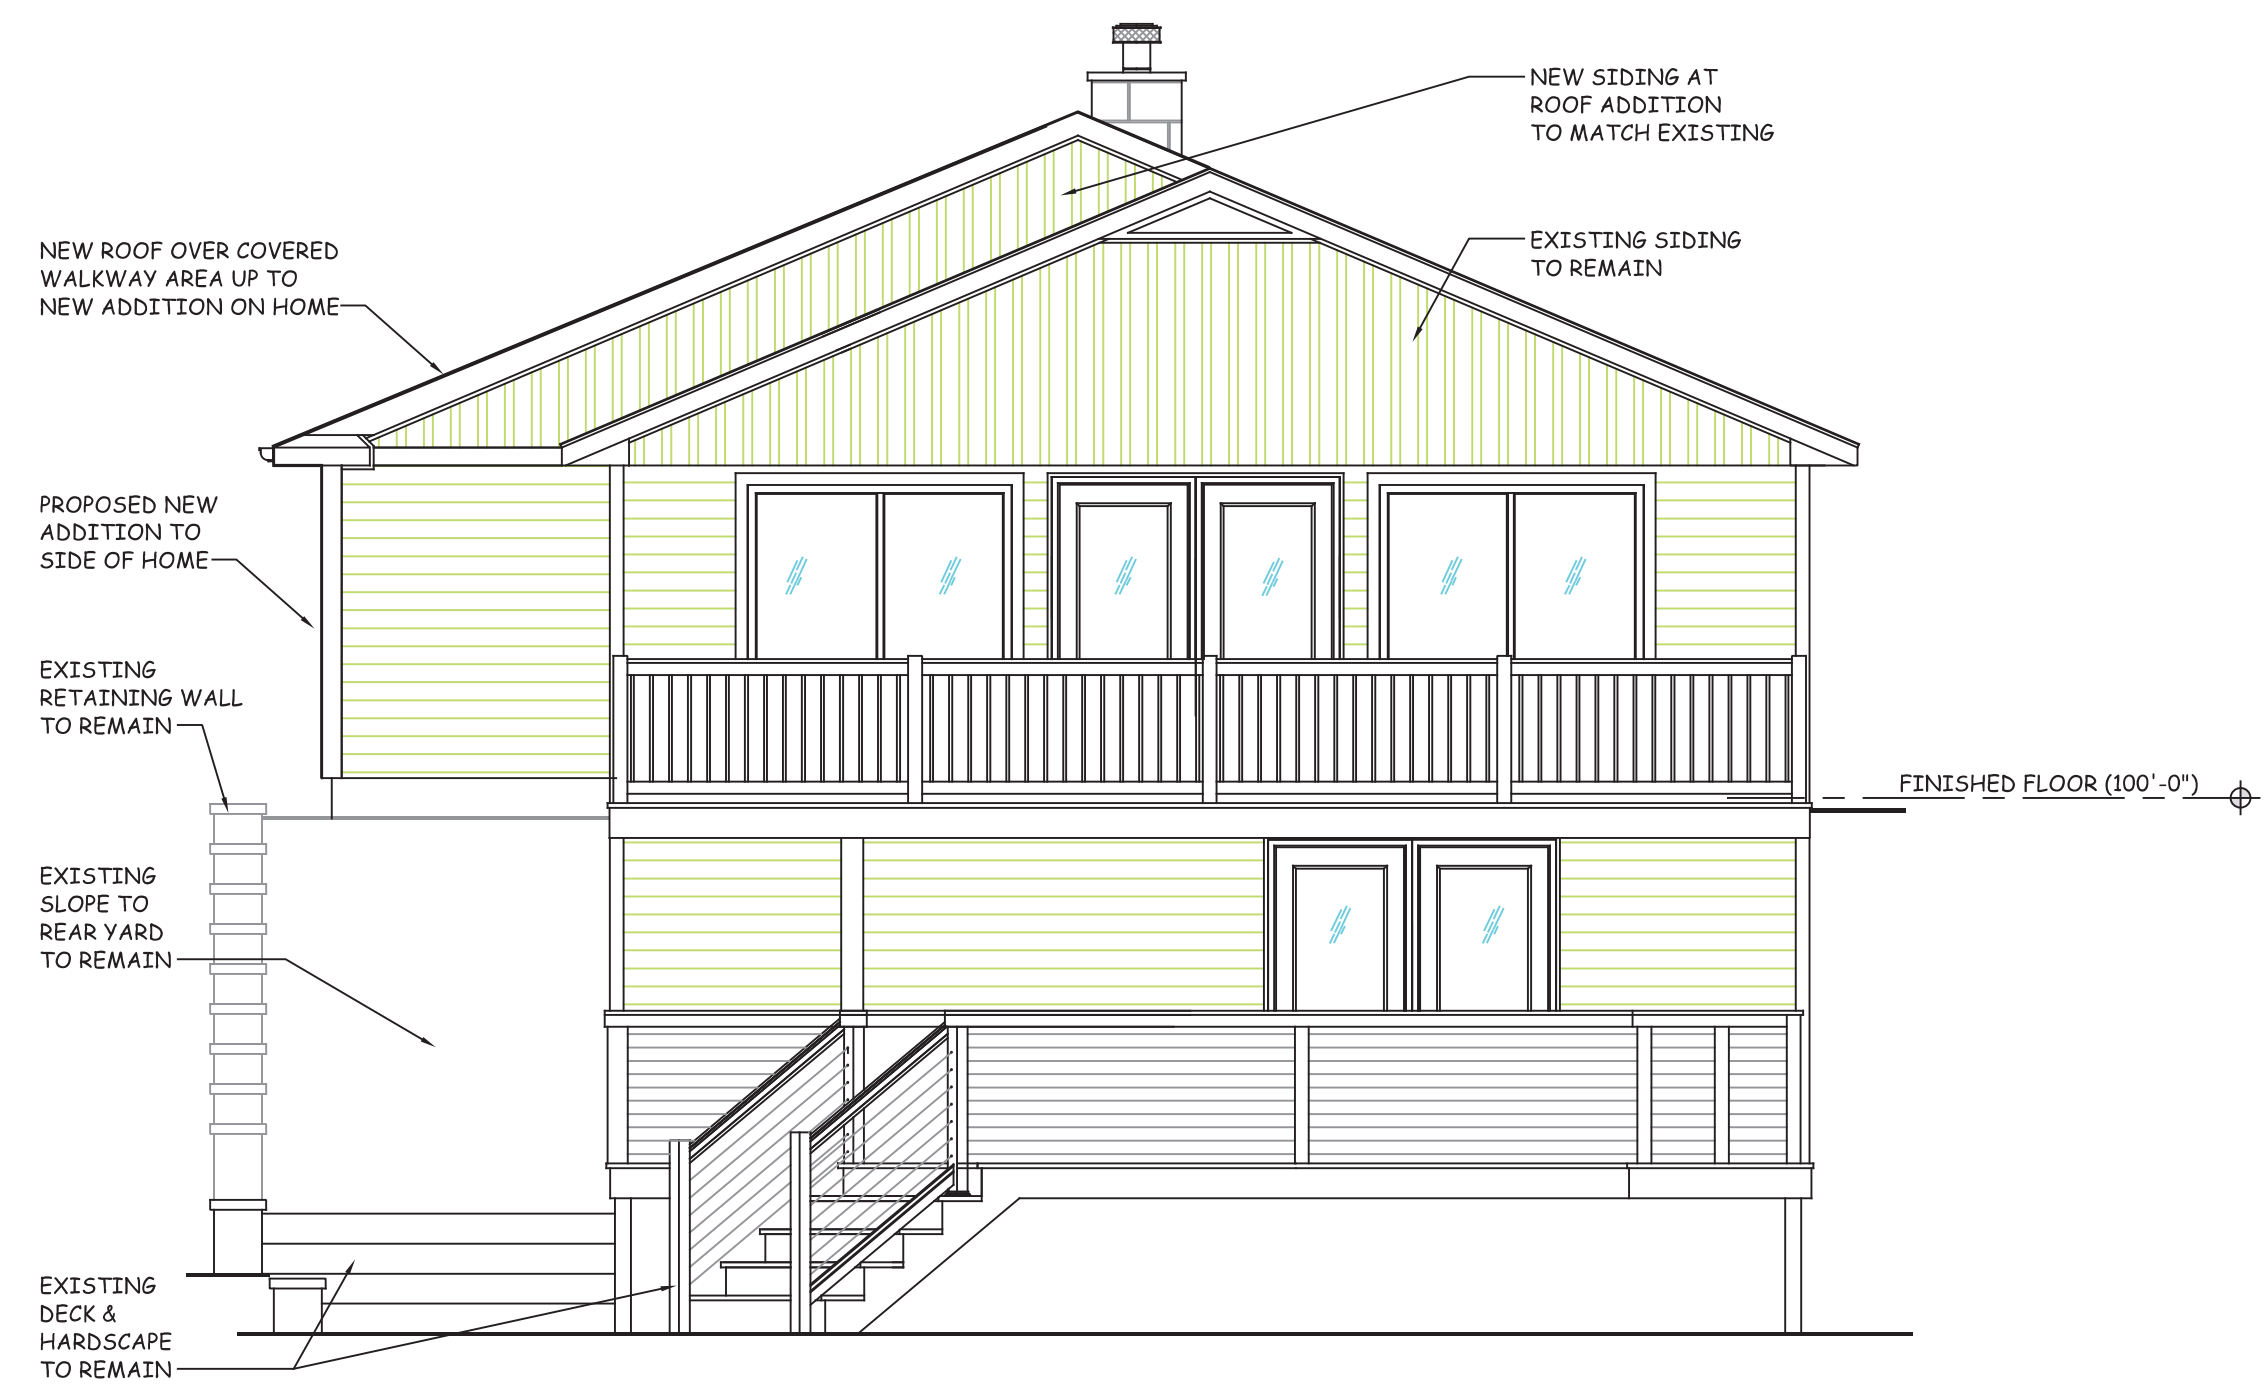 NEW SIDING AT
ROOF ADDITION
TO MATCH EXISTING
EXISTING SIDING
TO REMAIN
NEW ROOF OVER COVERED
WALKWAY AREA UP TO
NEW ADDITION ON HOME
PROPOSED NEW
ADDITION TO
SIDE OF HOME
EXISTING
RETAINING WALL
TO REMAIN
FINISHED FLOOR (100'-0")
EXISTING
SLOPE TO
REAR YARD
TO REMAIN
EXISTING
DECK &
HARDSCAPE
TO REMAIN